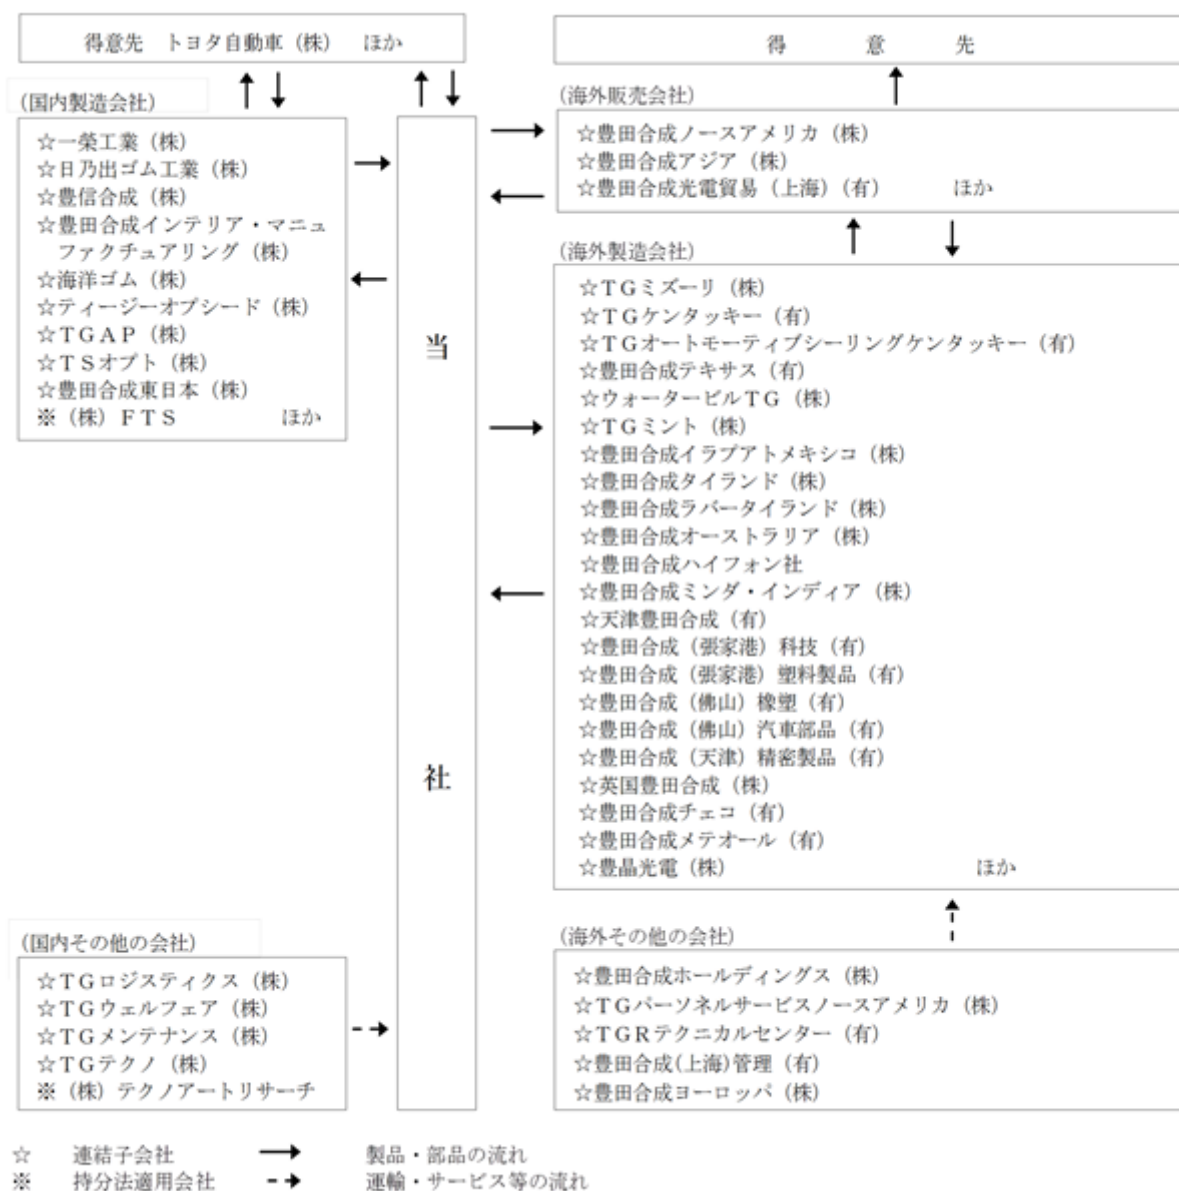 得意先 トヨタ自動車（株） ほか
(国内製造会社)
☆一榮工業（株）
☆日乃出ゴム工業（株）
☆豊信合成（株）
☆豊田合成インテリア・マニュ
ファクチュアリング（株）
☆海洋ゴム（株）
☆ティージーオプシード（株）
☆ＴＧＡＰ（株）
☆ＴＳオプト（株）
☆豊田合成東日本（株）
※（株）ＦＴＳ ほか
当
社
得意先
(海外販売会社)
☆豊田合成ノースアメリカ（株）
☆豊田合成アジア（株）
☆豊田合成光電貿易（上海）（有） ほか
(海外製造会社)
☆ＴＧミズーリ（株）
☆ＴＧケンタッキー（有）
☆ＴＧオートモーティブシーリングケンタッキー（有）
☆豊田合成テキサス（有）
☆ウォータービルＴＧ（株）
☆ＴＧミント（株）
☆豊田合成イラプアトメキシコ（株）
☆豊田合成タイランド（株）
☆豊田合成ラバータイランド（株）
☆豊田合成オーストラリア（株）
☆豊田合成ハイフォン社
☆豊田合成ミンダ・インディア（株）
☆天津豊田合成（有）
☆豊田合成（張家港）科技（有）
☆豊田合成（張家港）塑料製品（有）
☆豊田合成（佛山）橡塑（有）
☆豊田合成（佛山）汽車部品（有）
☆豊田合成（天津）精密製品（有）
☆英国豊田合成（株）
☆豊田合成チェコ（有）
☆豊田合成メテオール（有）
☆豊晶光電（株） ほか
(国内その他の会社)
☆ＴＧロジスティクス（株）
☆ＴＧウェルフェア（株）
☆ＴＧメンテナンス（株）
☆ＴＧテクノ（株）
※（株）テクノアートリサーチ
(海外その他の会社)
☆豊田合成ホールディングス（株）
☆ＴＧパーソネルサービスノースアメリカ（株）
☆ＴＧＲテクニカルセンター（有）
☆豊田合成(上海)管理（有）
☆豊田合成ヨーロッパ（株）
☆ 連結子会社 製品・部品の流れ
※ 持分法適用会社 運輸・サービス等の流れ